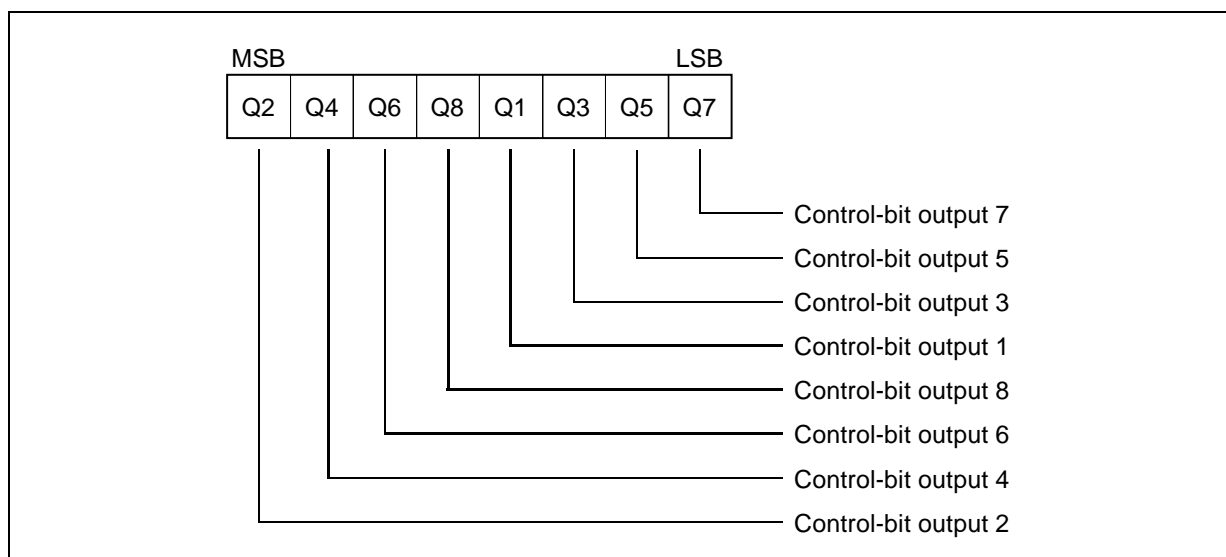 MSB LSB
Q2 Q4 Q6 Q8 Q1 Q3 Q5 Q7
Control-bit output 7
Control-bit output 5
Control-bit output 3
Control-bit output 1
Control-bit output 8
Control-bit output 6
Control-bit output 4
Control-bit output 2